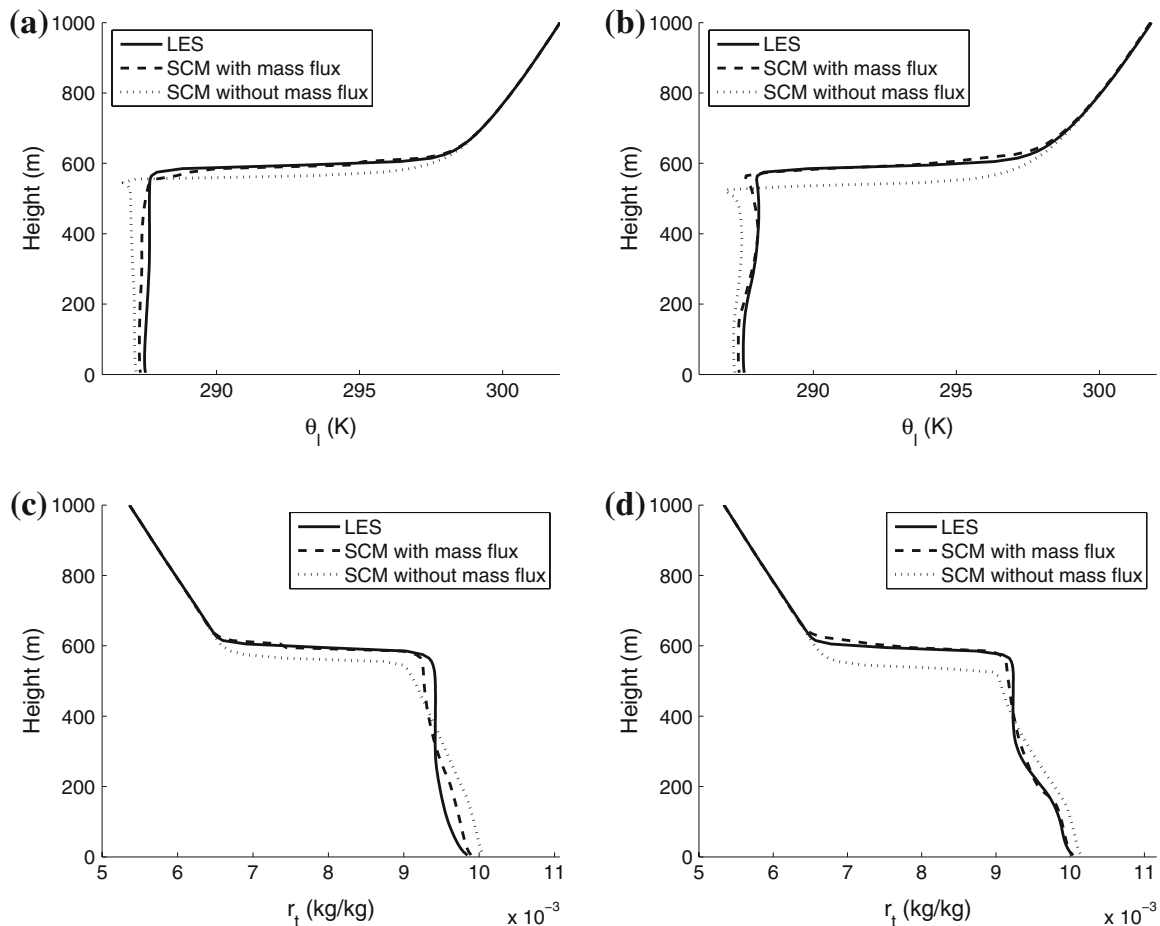 (a)
1000
800
600
400
200
0
Height (m)
LES
SCM with mass flux
SCM without mass flux
290 295 300
θl (K)
(b)
1000
800
600
400
200
0
Height (m)
LES
SCM with mass flux
SCM without mass flux
290 295 300
θl (K)
(c)
1000
800
600
400
200
0
Height (m)
LES
SCM with mass flux
SCM without mass flux
5 6 7 8 9 10 11
rt (kg/kg)
x 10⁻³
(d)
1000
800
600
400
200
0
Height (m)
LES
SCM with mass flux
SCM without mass flux
5 6 7 8 9 10 11
rt (kg/kg)
x 10⁻³